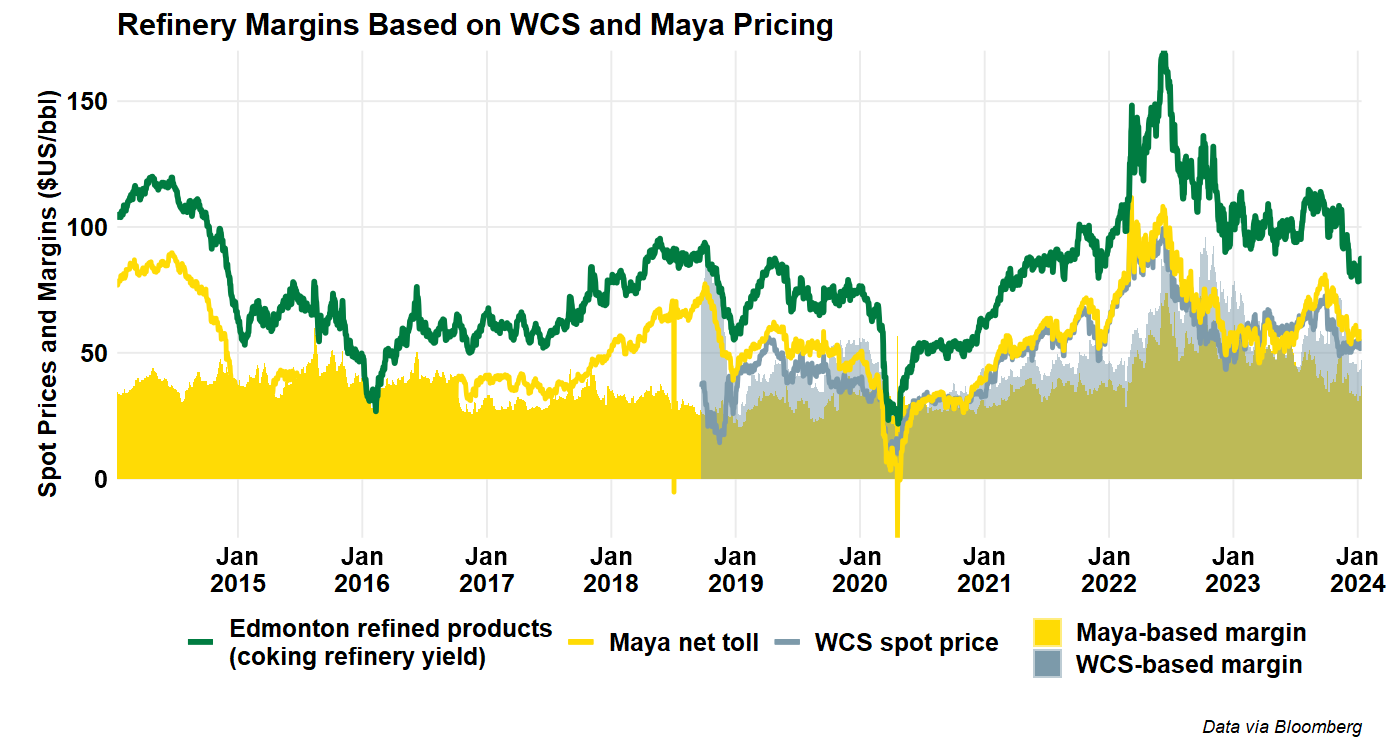 Refinery Margins Based on WCS and Maya Pricing
Spot Prices and Margins ($US/bbl)
150
100
50
0
Jan Jan Jan Jan Jan Jan Jan Jan Jan Jan
2015 2016 2017 2018 2019 2020 2021 2022 2023 2024
Edmonton refined products
(coking refinery yield)
Maya net toll
WCS spot price
Maya-based margin
WCS-based margin
Data via Bloomberg